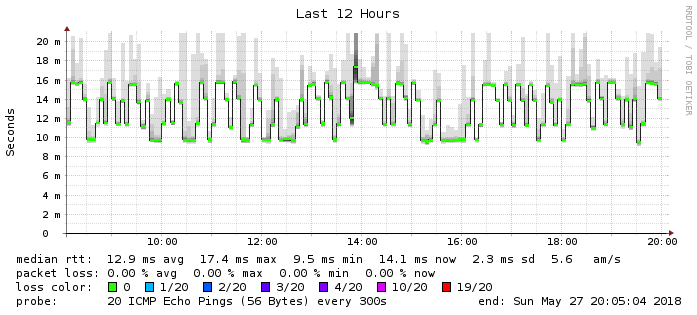 Last 12 Hours
RRDTOOL / TOBI OETIKER
Seconds
20 m
18 m
16 m
14 m
12 m
10 m
8 m
6 m
4 m
2 m
0
10:00 12:00 14:00 16:00 18:00 20:00
median rtt: 12.9 ms avg 17.4 ms max 9.5 ms min 14.1 ms now 2.3 ms sd 5.6 am/s
packet loss: 0.00 % avg 0.00 % max 0.00 % min 0.00 % now
loss color: 0 1/20 2/20 3/20 4/20 10/20 19/20
probe: 20 ICMP Echo Pings (56 Bytes) every 300s end: Sun May 27 20:05:04 2018